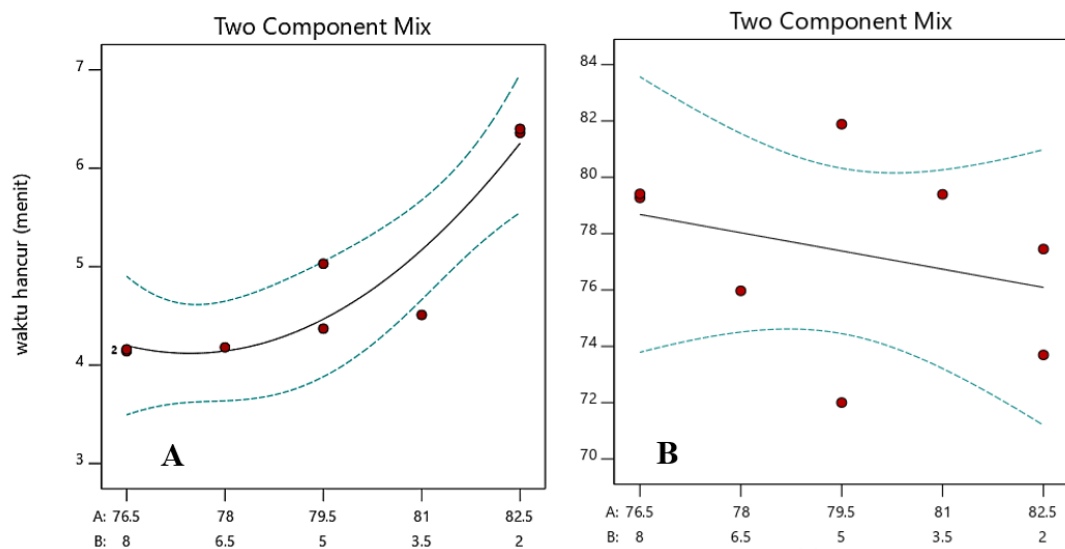 Two Component Mix
7
6
5
4
3
waktu hancur (menit)
2
A
A: 76.5 78 79.5 81 82.5
B: 8 6.5 5 3.5 2
Two Component Mix
84
82
80
78
76
74
72
70
B
A: 76.5 78 79.5 81 82.5
B: 8 6.5 5 3.5 2